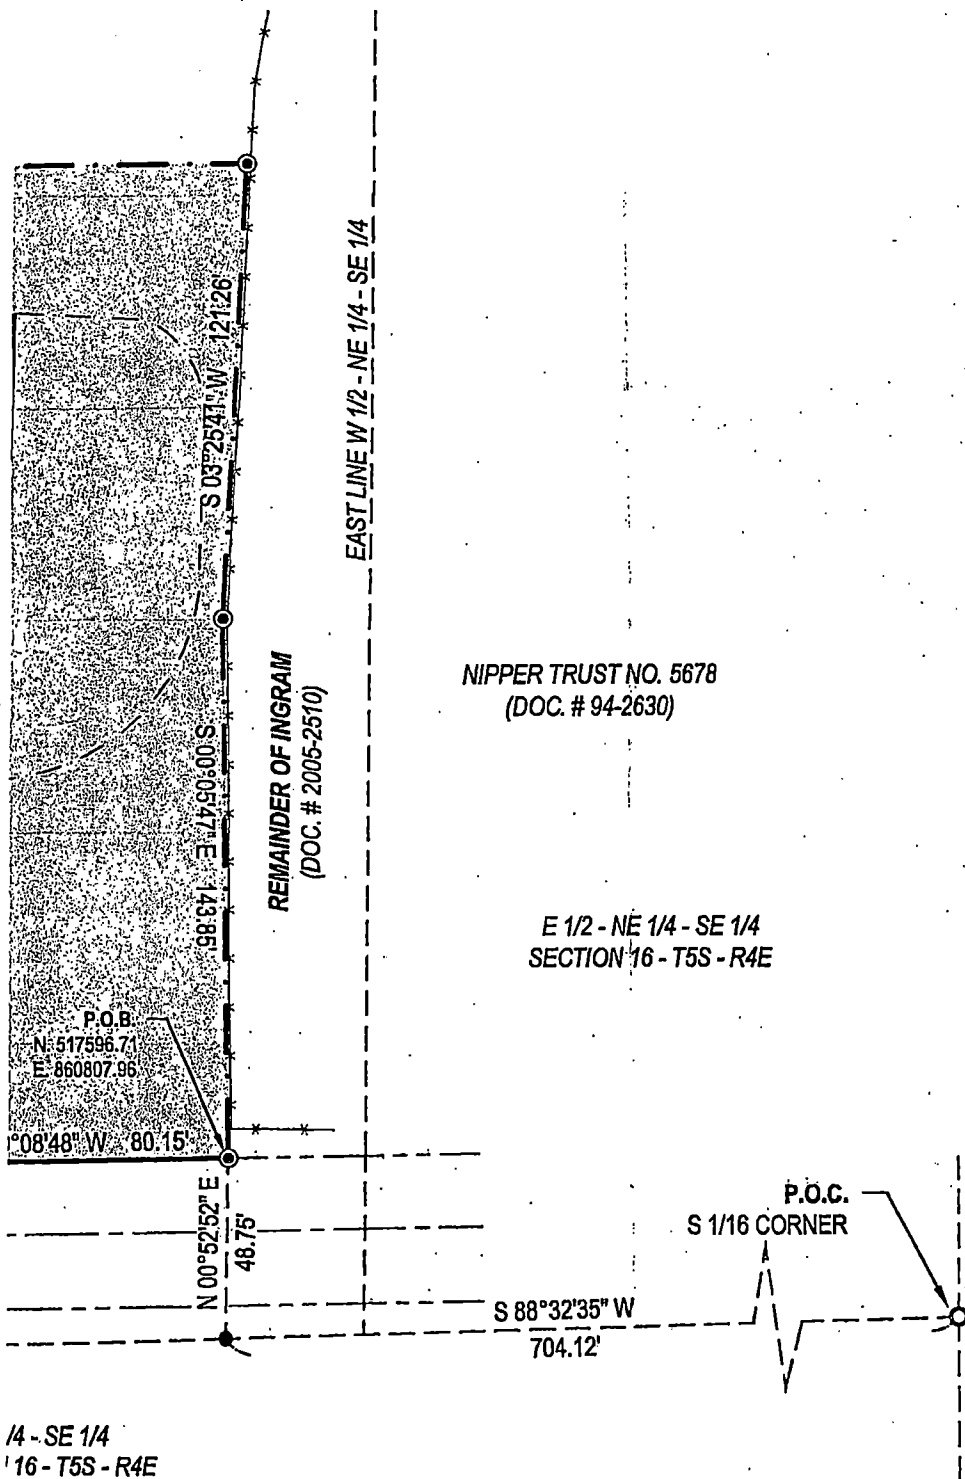 S 03°25'41" W 121.26'
EAST LINE W 1/2 - NE 1/4 - SE 1/4
NIPPER TRUST NO. 5678
(DOC. # 94-2630)
REMAINDER OF INGRAM
(DOC. # 2005-2510)
S 00°05'47" E 143.85'
E 1/2 - NE 1/4 - SE 1/4
SECTION 16 - T5S - R4E
P.O.B.
N: 517596.71
E: 860807.96
°08'48" W 80.15'
N 00°52'52" E
48.75'
P.O.C.
S 1/16 CORNER
S 88°32'35" W
704.12'
/4 - SE 1/4
16 - T5S - R4E